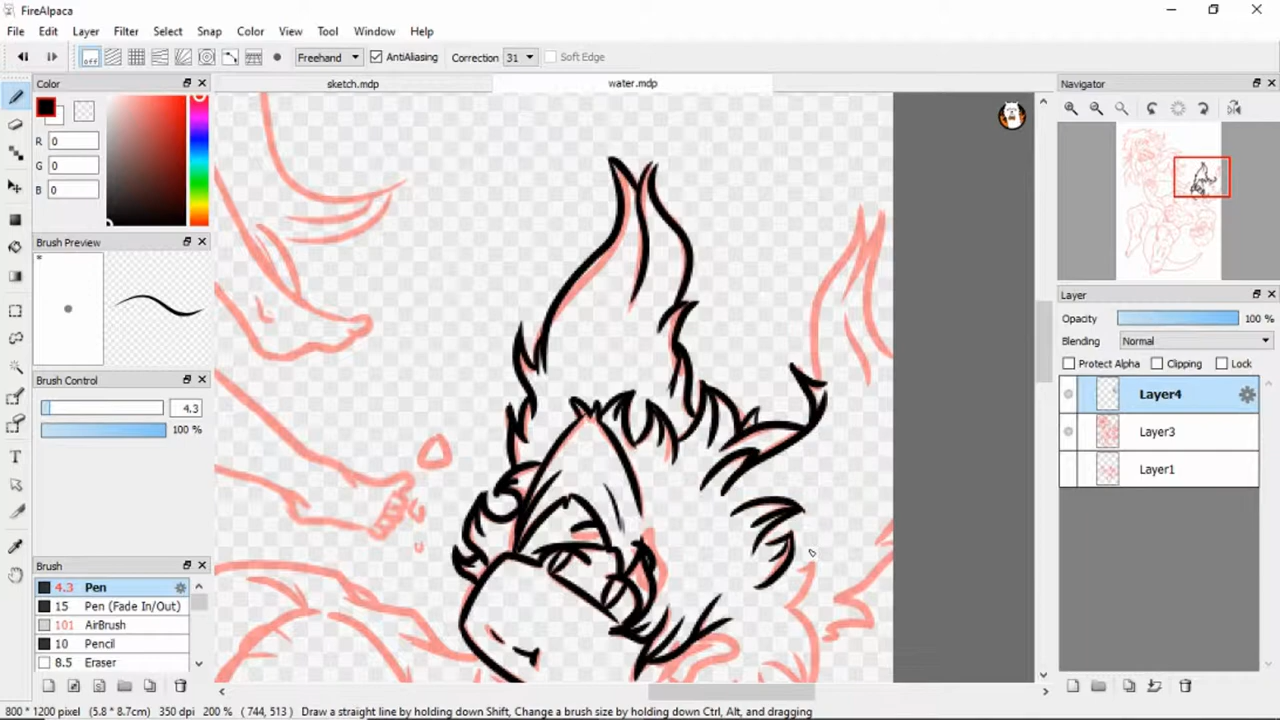 FireAlpaca
File Edit Layer Filter Select Snap Color View Tool Window Help
off Freehand AntiAliasing Correction 31 Soft Edge
Color sketch.mdp water.mdp Navigator
R 0
G 0
B 0
Brush Preview
*
Layer
Opacity 100 %
Blending Normal
Protect Alpha Clipping Lock
Brush Control
4.3
100 %
Layer4
Layer3
Layer1
Brush
4.3 Pen
15 Pen (Fade In/Out)
101 AirBrush
10 Pencil
8.5 Eraser
800 * 1200 pixel (5.8 * 8.7cm) 350 dpi 200 % ( 744, 513 ) Draw a straight line by holding down Shift, Change a brush size by holding down Ctrl, Alt, and dragging